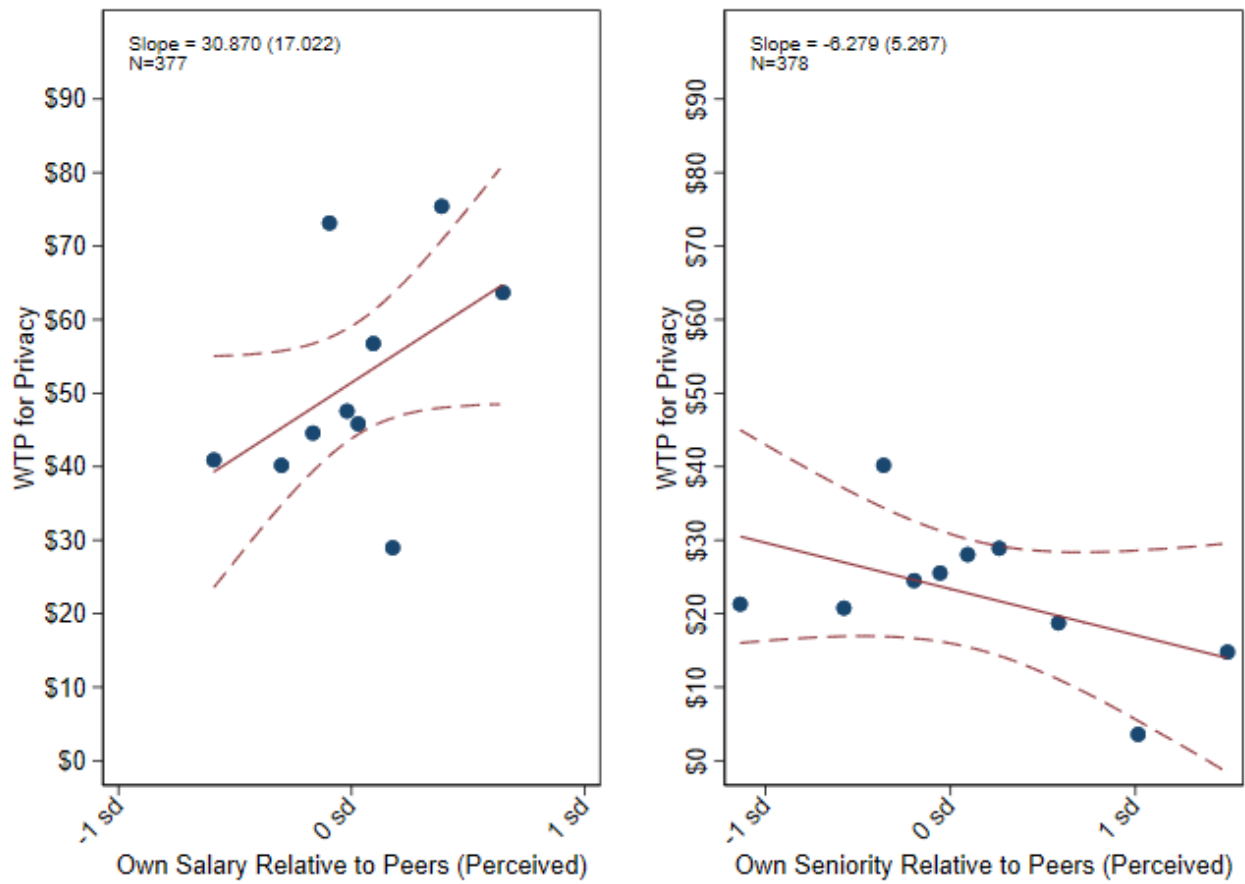 Slope = 30.870 (17.022)
N=377
WTP for Privacy
$90
$80
$70
$60
$50
$40
$30
$20
$10
$0
-1 sd
0 sd
1 sd
Own Salary Relative to Peers (Perceived)
Slope = -6.279 (5.267)
N=378
WTP for Privacy
$90
$80
$70
$60
$50
$40
$30
$20
$10
$0
-1 sd
0 sd
1 sd
Own Seniority Relative to Peers (Perceived)